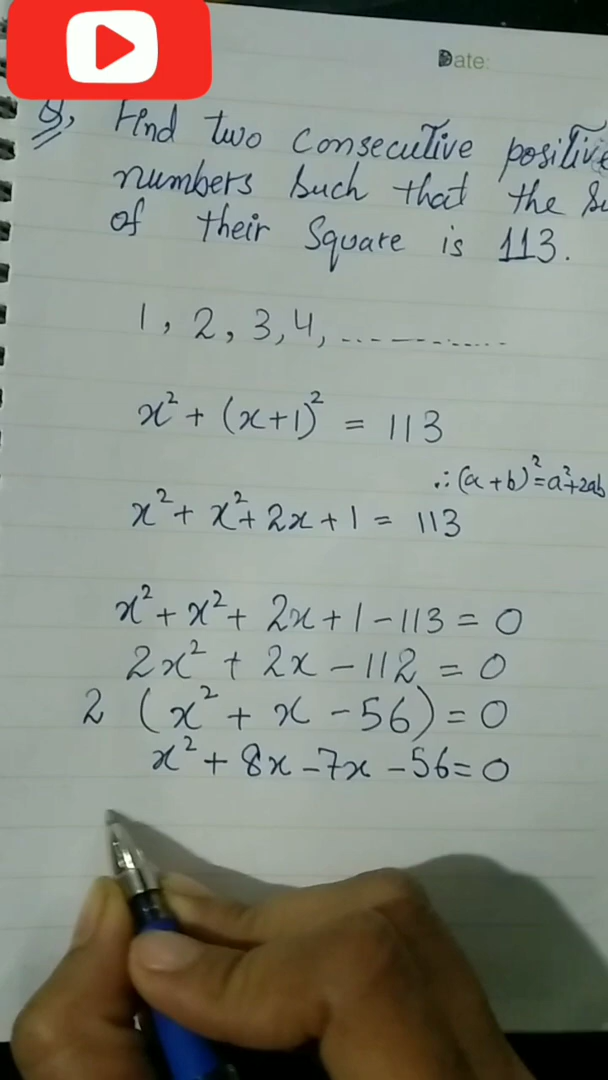 Date:
Q, Find two consecutive positive
numbers such that the Su
of their Square is 113.
1, 2, 3, 4, ............
x² + (x+1)² = 113
∴ (a+b)² = a²+2ab
x² + x² + 2x + 1 = 113
x² + x² + 2x + 1 - 113 = 0
2x² + 2x - 112 = 0
2 (x² + x - 56) = 0
x² + 8x - 7x - 56 = 0